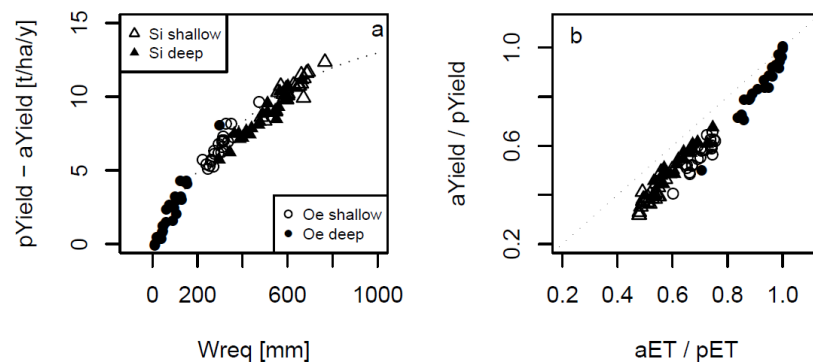 a
△ Si shallow
▲ Si deep
○ Oe shallow
● Oe deep
pYield − aYield [t/ha/y]
15
10
5
0
0 200 600 1000
Wreq [mm]
b
aYield / pYield
1.0
0.6
0.2
0.2 0.4 0.6 0.8 1.0
aET / pET